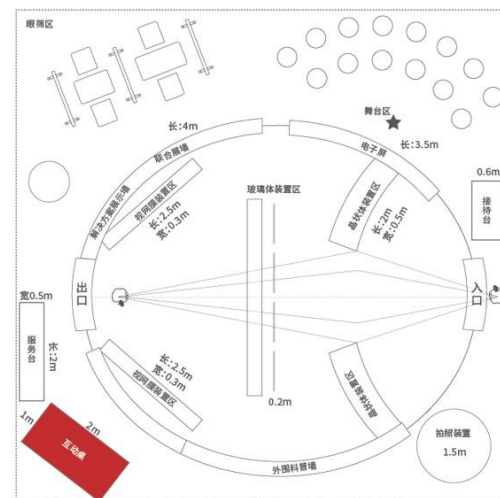 眼筛区
舞台区
长:4m
联合展墙
电子屏
长:3.5m
解决方案展示墙
视网膜装置区
长:2.5m
宽:0.3m
玻璃体装置区
晶状体装置区
长:2m
宽:0.5m
0.6m
接待台
出口
入口
宽0.5m
服务台
长:2m
长:2.5m
宽:0.3m
视网膜装置区
0.2m
晶状体装置区
1m
2m
互动桌
外围科普墙
拍照装置
1.5m